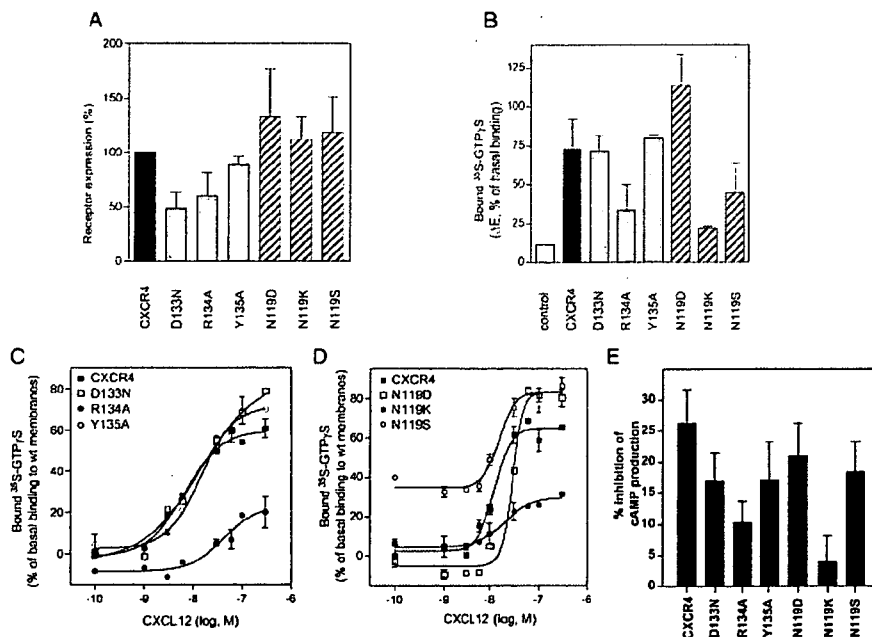 A
Receptor expression (%)
200
150
100
50
0
CXCR4
D133N
R134A
Y135A
N119D
N119K
N119S
B
Bound ³⁵S-GTPγS
(ΔE, % of basal binding)
125
100
75
50
25
0
control
CXCR4
D133N
R134A
Y135A
N119D
N119K
N119S
C
CXCR4
D133N
R134A
Y135A
Bound ³⁵S-GTPγS
(% of basal binding to wt membranos)
80
60
40
20
0
-10
-9
-8
-7
-6
CXCL12 (log, M)
D
CXCR4
N119D
N119K
N119S
Bound ³⁵S-GTPγS
(% of basal binding to wt membranos)
80
60
40
20
0
-10
-9
-8
-7
-6
CXCL12 (log, M)
E
% Inhibition of
cAMP production
35
30
25
20
15
10
5
0
CXCR4
D133N
R134A
Y135A
N119D
N119K
N119S